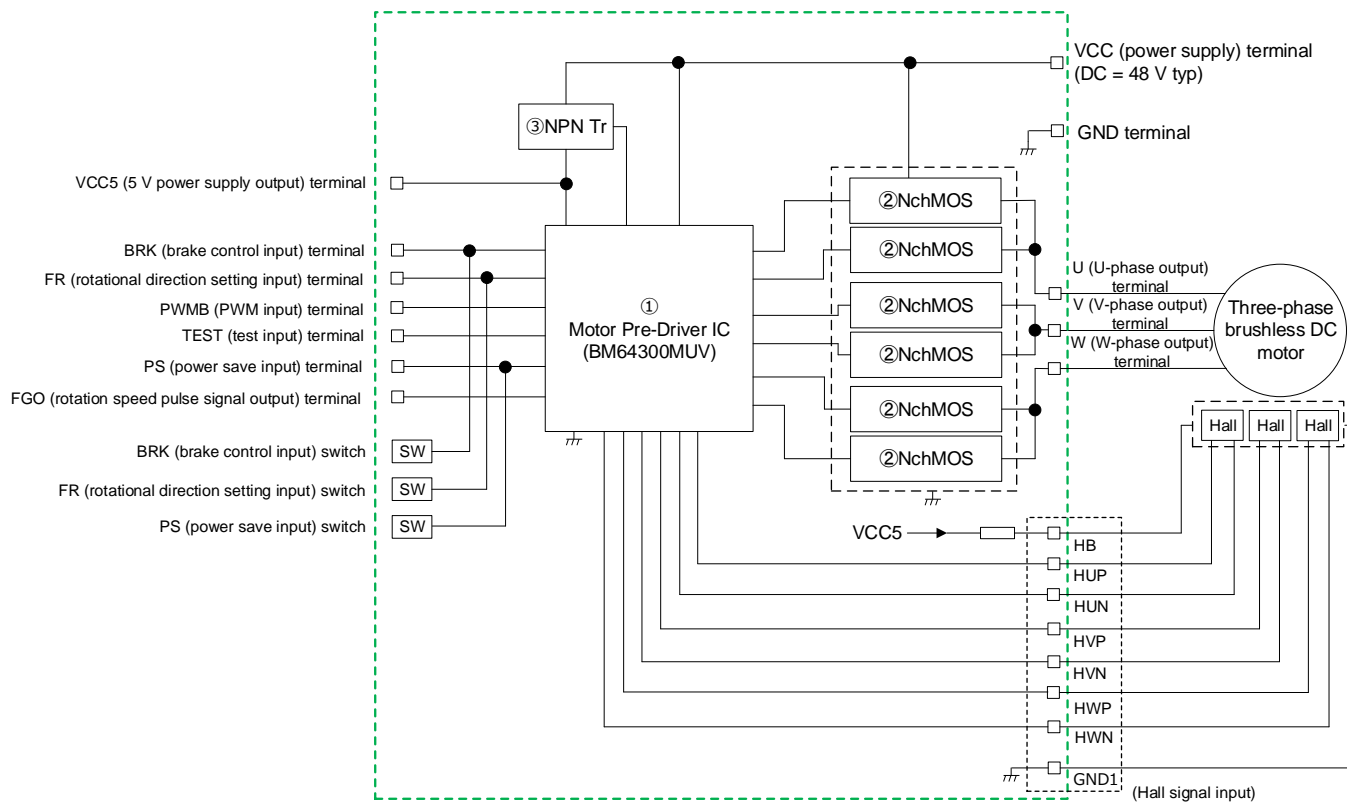 VCC (power supply) terminal
(DC = 48 V typ)
③NPN Tr
GND terminal
VCC5 (5 V power supply output) terminal
②NchMOS
②NchMOS
②NchMOS
②NchMOS
②NchMOS
②NchMOS
BRK (brake control input) terminal
FR (rotational direction setting input) terminal
PWMB (PWM input) terminal
TEST (test input) terminal
PS (power save input) terminal
FGO (rotation speed pulse signal output) terminal
①
Motor Pre-Driver IC
(BM64300MUV)
U (U-phase output)
terminal
V (V-phase output)
terminal
W (W-phase output)
terminal
Three-phase
brushless DC
motor
Hall
Hall
Hall
BRK (brake control input) switch
SW
FR (rotational direction setting input) switch
SW
PS (power save input) switch
SW
VCC5
HB
HUP
HUN
HVP
HVN
HWP
HWN
GND1
(Hall signal input)